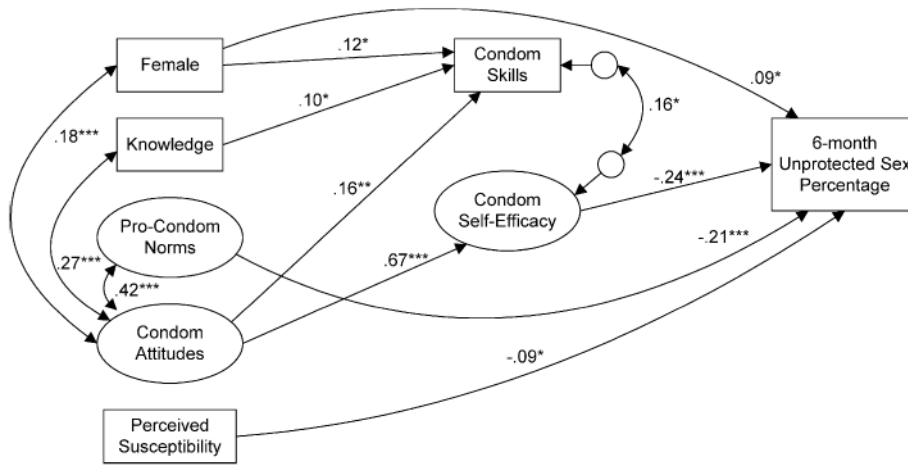 Female
.12*
Condom
Skills
.09*
.16*
.10*
.18***
Knowledge
6-month
Unprotected Sex
Percentage
.16**
Condom
Self-Efficacy
-.24***
Pro-Condom
Norms
-.21***
.27***
.67***
.42***
Condom
Attitudes
-.09*
Perceived
Susceptibility